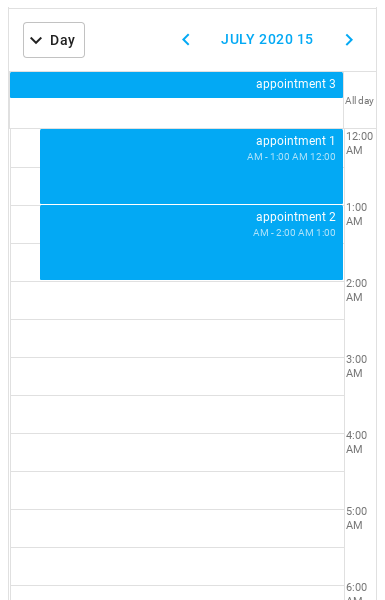 Day
JULY 2020 15
appointment 3
All day
12:00
AM
appointment 1
AM - 1:00 AM 12:00
1:00
AM
appointment 2
AM - 2:00 AM 1:00
2:00
AM
3:00
AM
4:00
AM
5:00
AM
6:00
AM